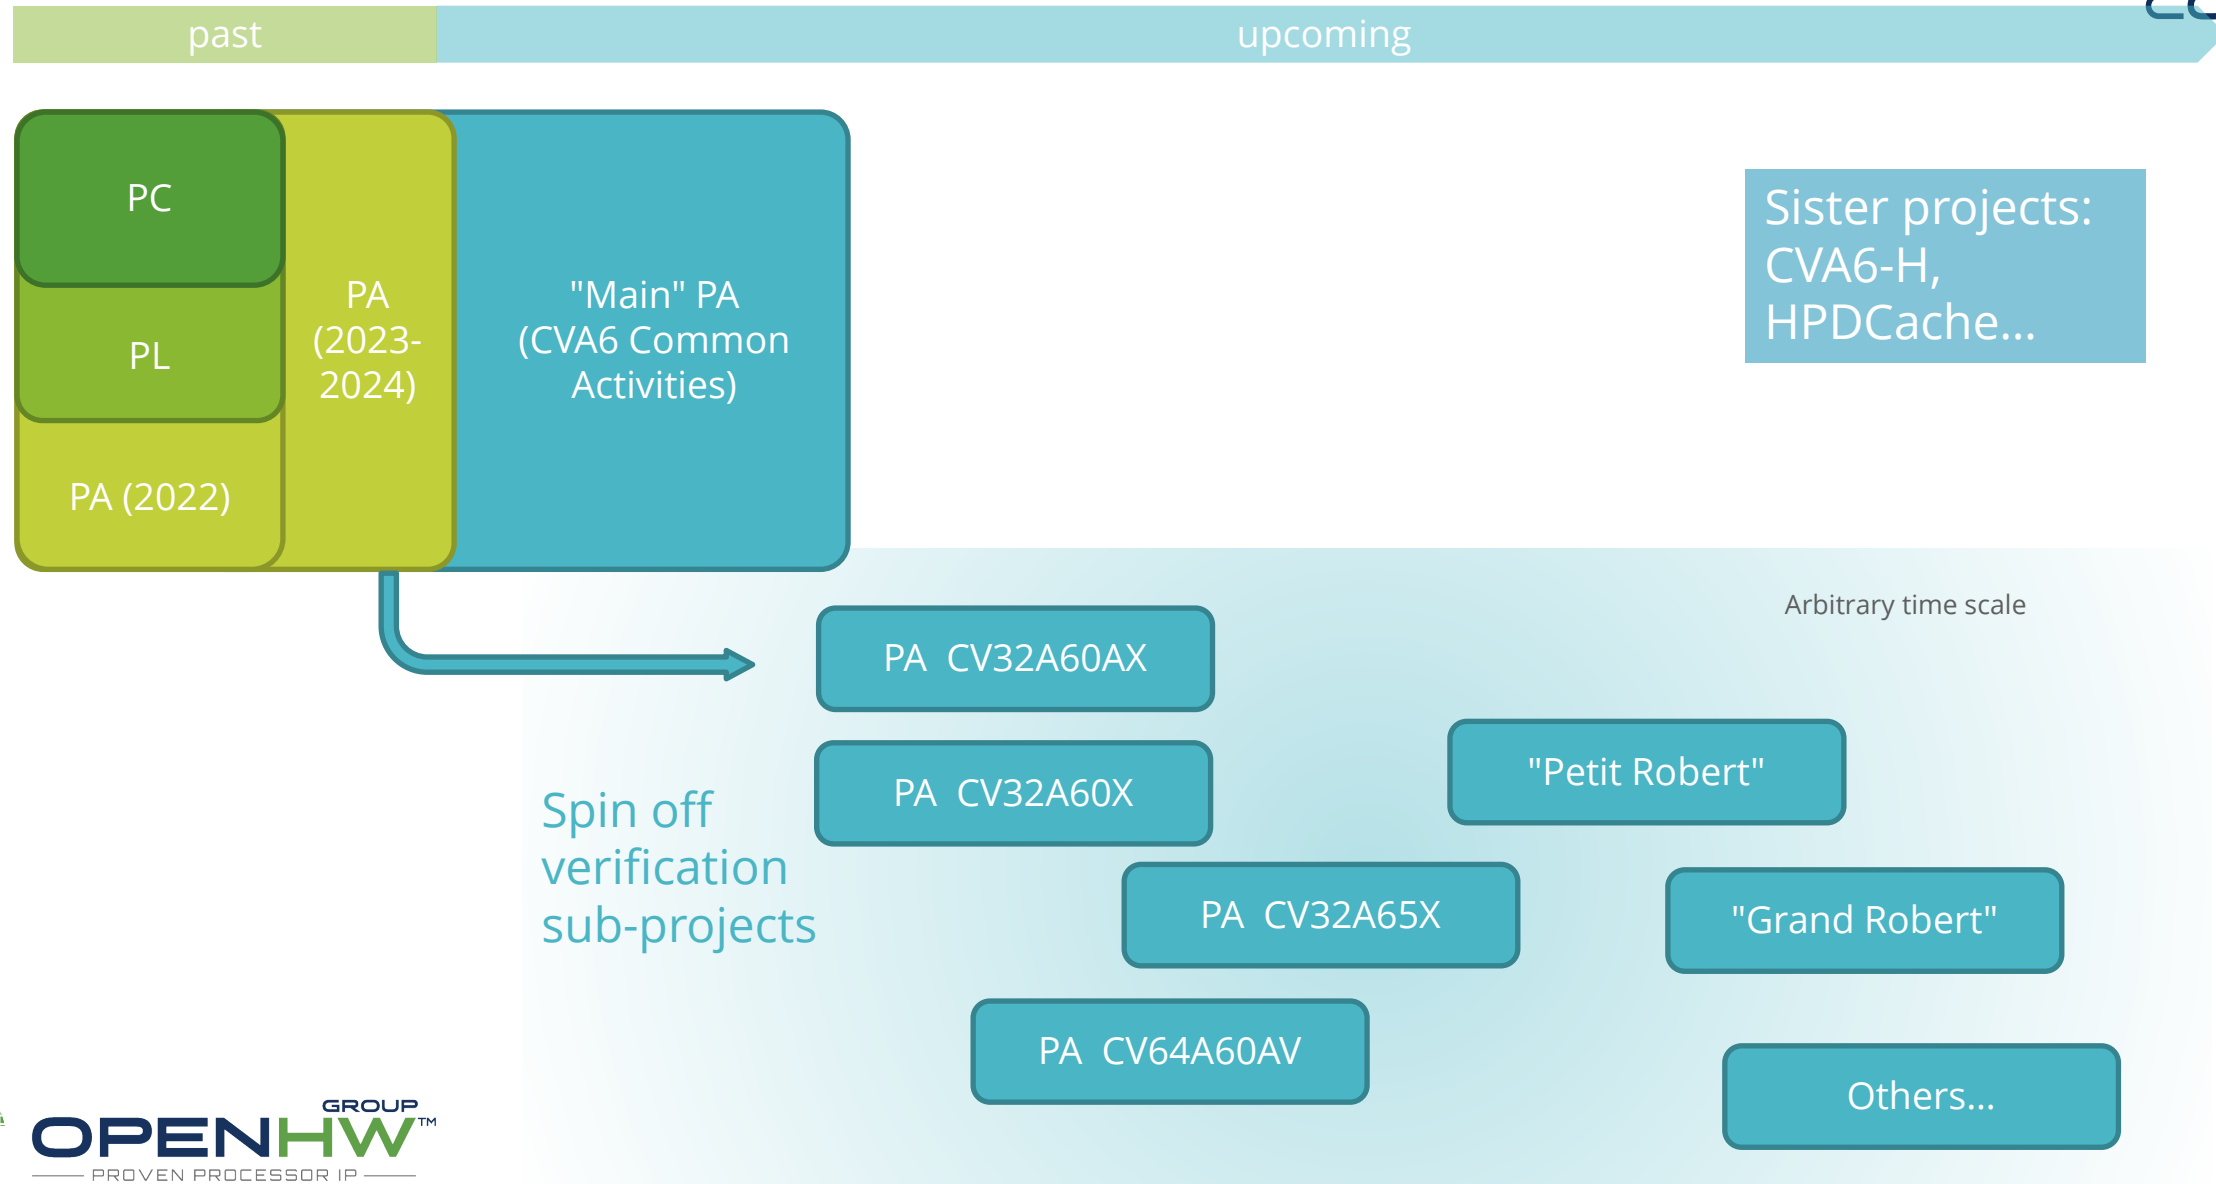 past
upcoming
PC
PL
PA (2022)
PA
(2023-
2024)
"Main" PA
(CVA6 Common
Activities)
Sister projects:
CVA6-H,
HPDCache...
Arbitrary time scale
PA CV32A60AX
PA CV32A60X
"Petit Robert"
Spin off
verification
sub-projects
PA CV32A65X
"Grand Robert"
PA CV64A60AV
Others...
GROUP
OPENHW™
PROVEN PROCESSOR IP